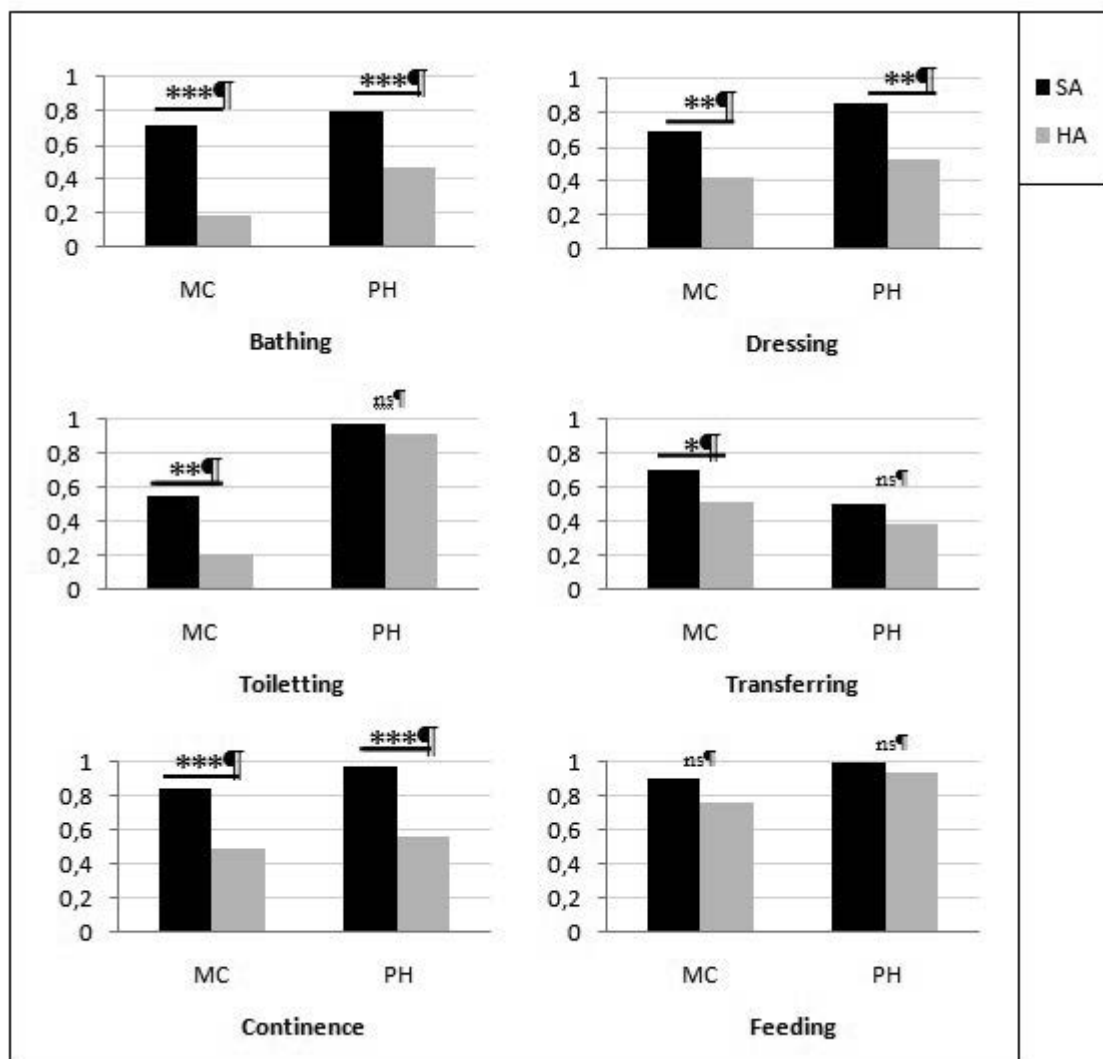 ***¶ ***¶
1
0,8
0,6
0,4
0,2
0
MC PH
Bathing
**¶ **¶
1
0,8
0,6
0,4
0,2
0
MC PH
Dressing
SA
HA
ns¶
**¶
1
0,8
0,6
0,4
0,2
0
MC PH
Toiletting
*¶
ns¶
1
0,8
0,6
0,4
0,2
0
MC PH
Transferring
***¶ ***¶
1
0,8
0,6
0,4
0,2
0
MC PH
Continence
ns¶ ns¶
1
0,8
0,6
0,4
0,2
0
MC PH
Feeding